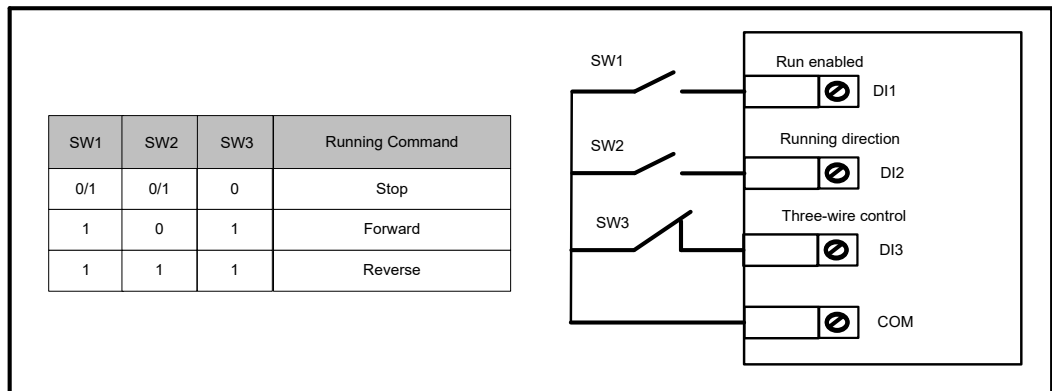 SW1 SW2 SW3 Running Command
0/1 0/1 0 Stop
1 0 1 Forward
1 1 1 Reverse
SW1
Run enabled
DI1
SW2
Running direction
DI2
SW3
Three-wire control
DI3
COM